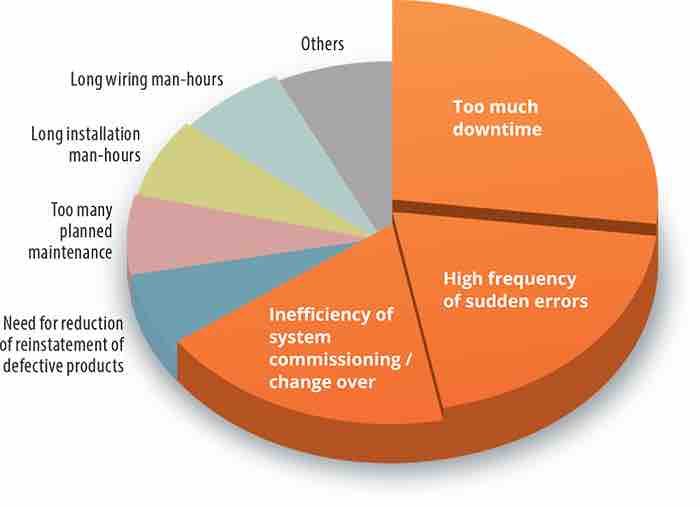 Others
Long wiring man-hours
Long installation
man-hours
Too many
planned
maintenance
Need for reduction
of reinstatement of
defective products
Too much
downtime
High frequency
of sudden errors
Inefficiency of
system
commissioning /
change over